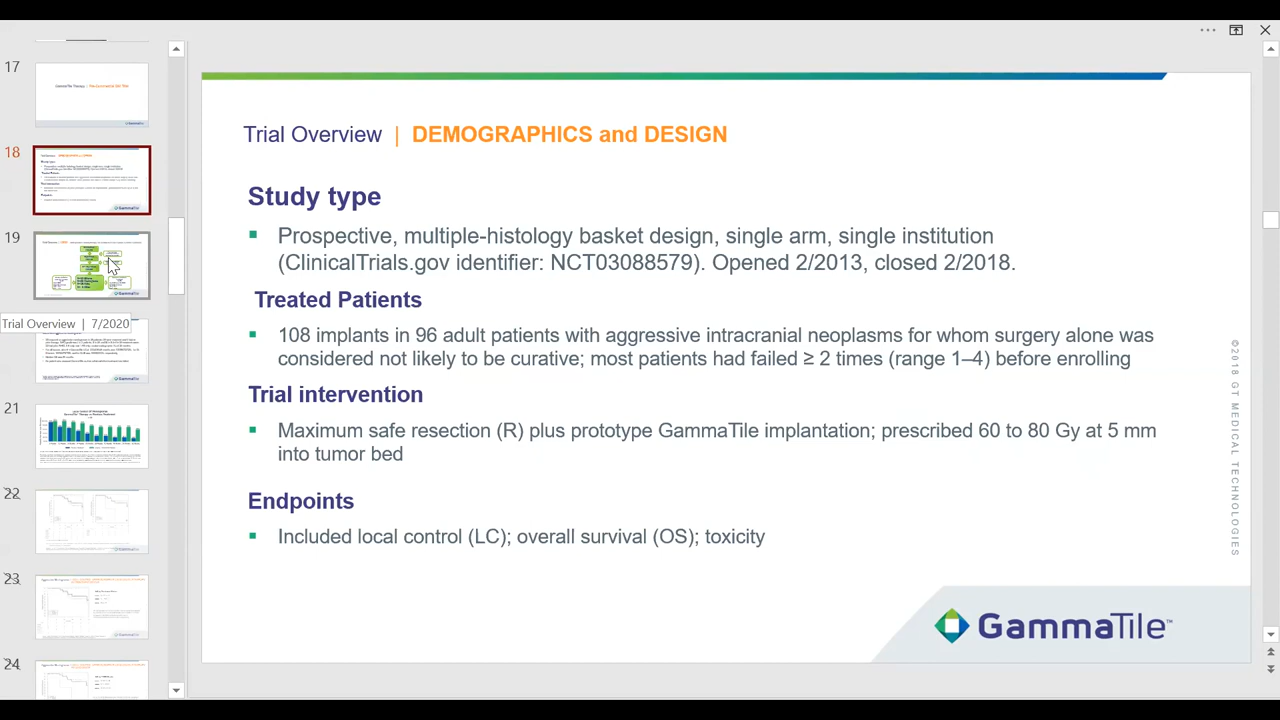 17
18
19
Trial Overview | 7/2020
21
22
23
24
Trial Overview | DEMOGRAPHICS and DESIGN
Study type
▪ Prospective, multiple-histology basket design, single arm, single institution
(ClinicalTrials.gov identifier: NCT03088579). Opened 2/2013, closed 2/2018.
Treated Patients
▪ 108 implants in 96 adult patients with aggressive intracranial neoplasms for whom surgery alone was
considered not likely to be curative; most patients had failed ≥ 2 times (range 1–4) before enrolling
Trial intervention
▪ Maximum safe resection (R) plus prototype GammaTile implantation; prescribed 60 to 80 Gy at 5 mm
into tumor bed
Endpoints
▪ Included local control (LC); overall survival (OS); toxicity
©2018 GT MEDICAL TECHNOLOGIES
GammaTile™